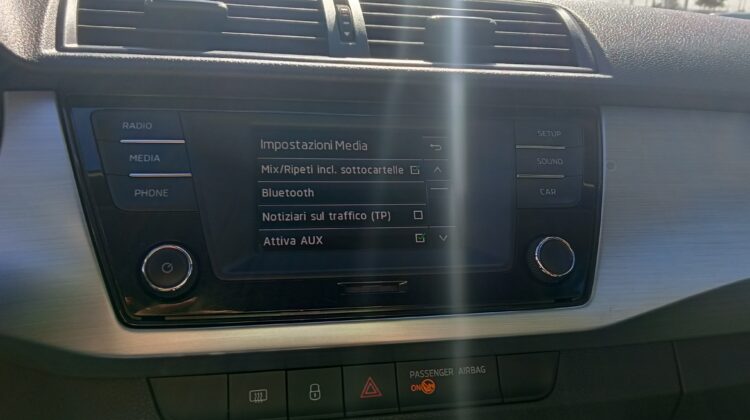 RADIO
MEDIA
PHONE
Impostazioni Media
Mix/Ripeti incl. sottocartelle
Bluetooth
Notiziari sul traffico (TP)
Attiva AUX
SETUP
SOUND
CAR
PASSENGER AIRBAG
ON